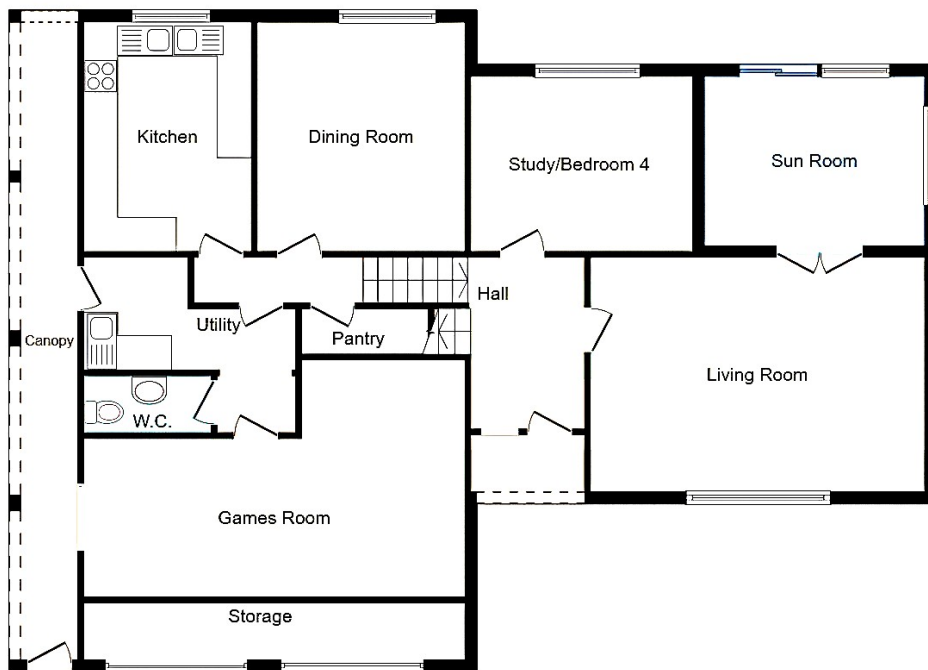 Kitchen
Dining Room
Study/Bedroom 4
Sun Room
Hall
Utility
Pantry
Canopy
Living Room
W.C.
Games Room
Storage